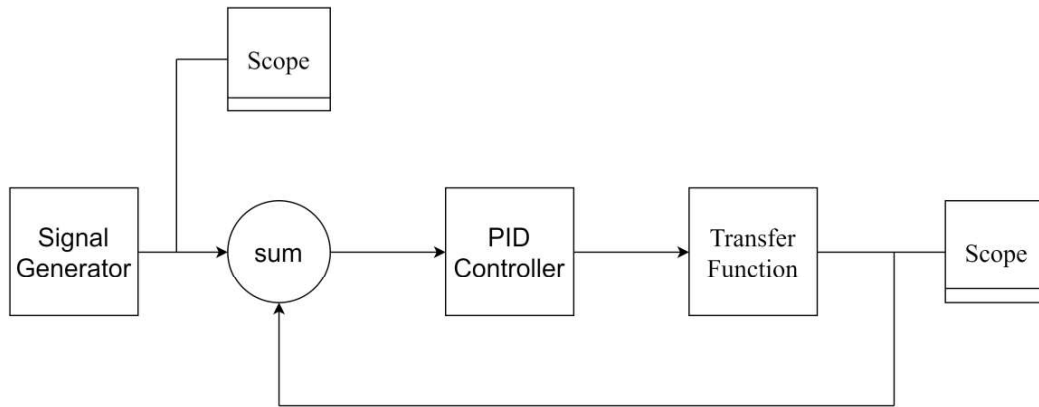 Scope
Signal
Generator
sum
PID
Controller
Transfer
Function
Scope